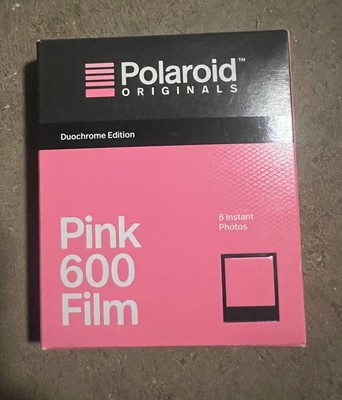 Polaroid™
ORIGINALS
Duochrome Edition
8 Instant
Photos
Pink
600
Film